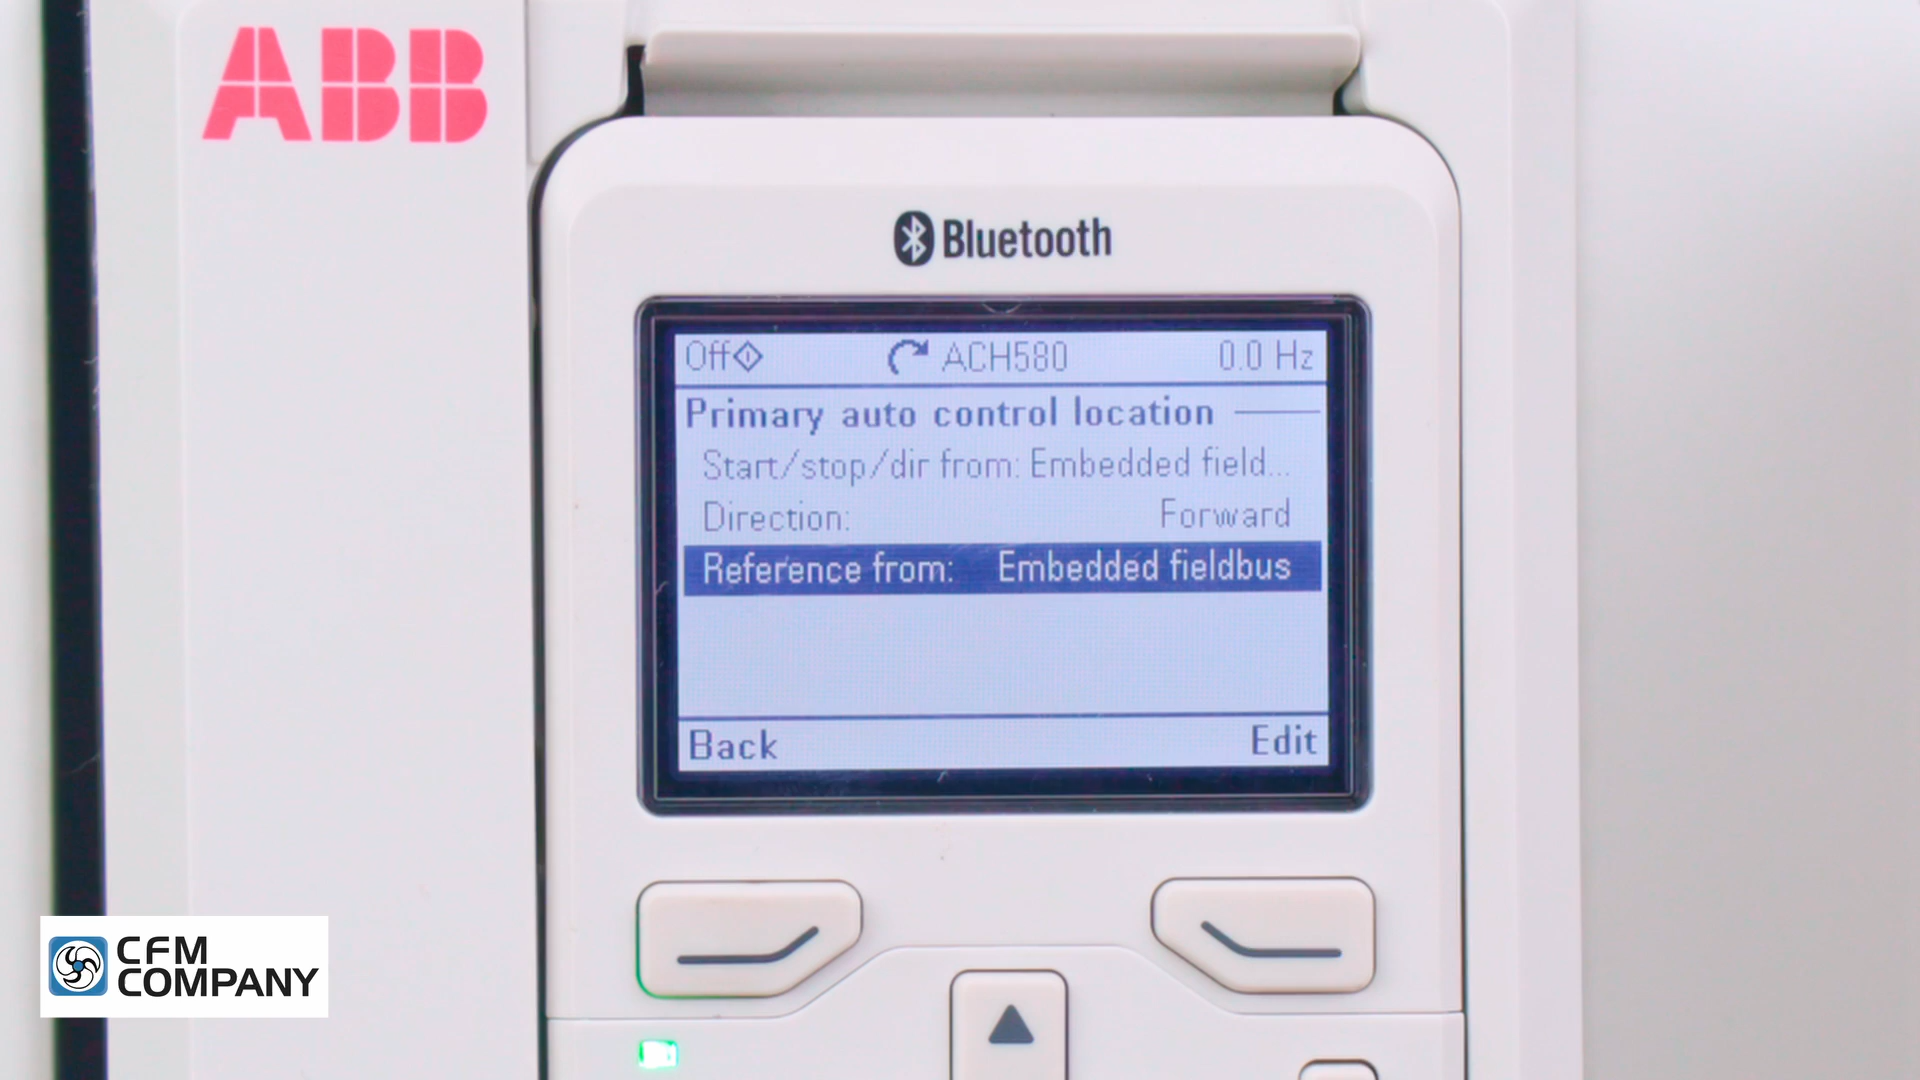 ABB
Bluetooth
Off ACH580 0.0 Hz
Primary auto control location
Start/stop/dir from: Embedded field...
Direction: Forward
Reference from: Embedded fieldbus
Back Edit
CFM
COMPANY